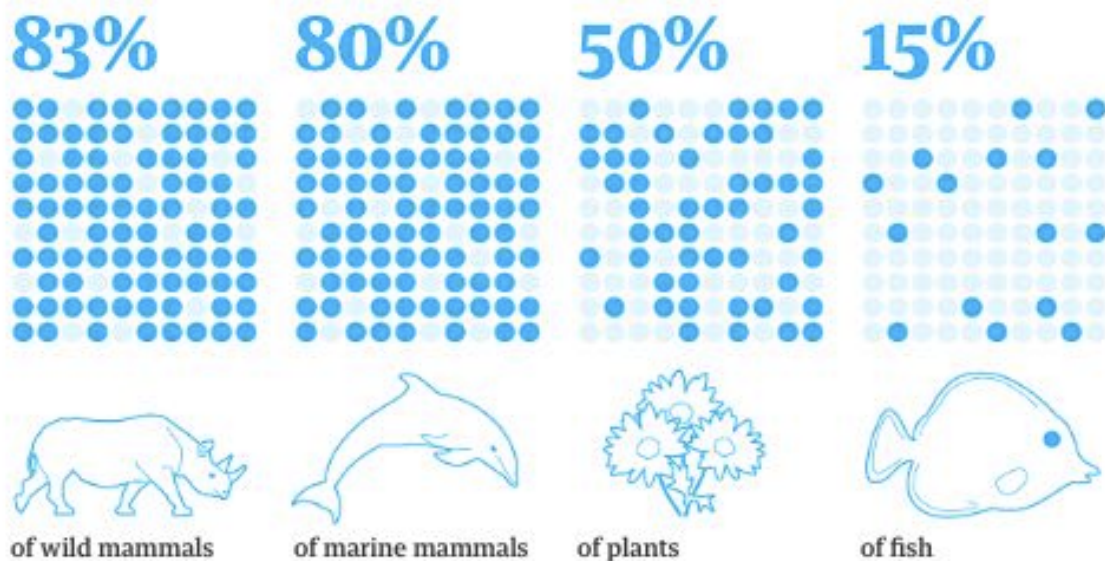 83% 80% 50% 15%
of wild mammals of marine mammals of plants of fish